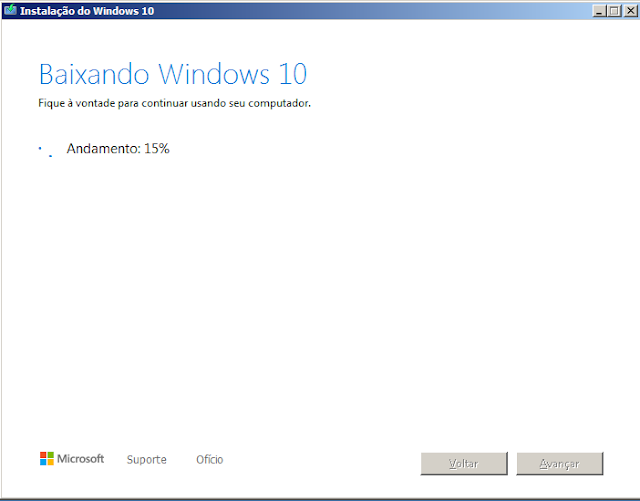 Instalação do Windows 10
Baixando Windows 10
Fique à vontade para continuar usando seu computador.
Andamento: 15%
Microsoft Suporte Ofício Voltar Avançar